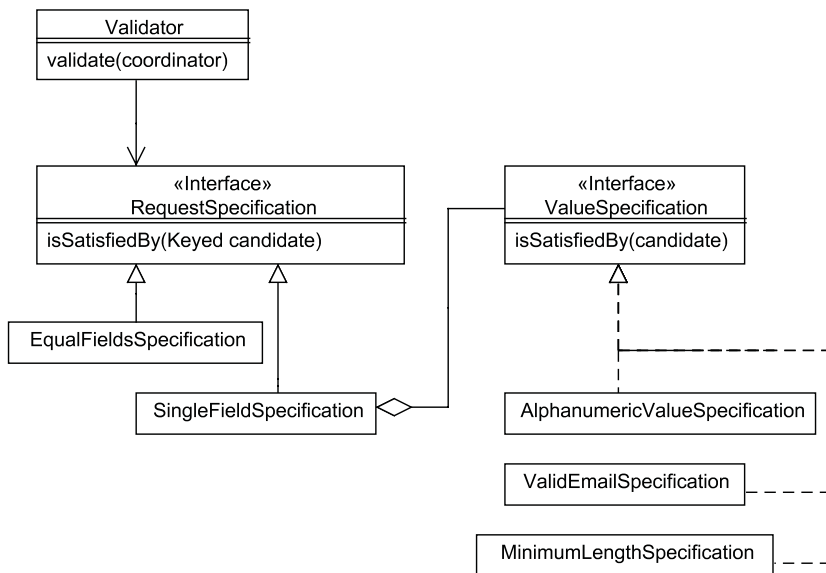 Validator
validate(coordinator)
«Interface»
RequestSpecification
isSatisfiedBy(Keyed candidate)
«Interface»
ValueSpecification
isSatisfiedBy(candidate)
EqualFieldsSpecification
SingleFieldSpecification
AlphanumericValueSpecification
ValidEmailSpecification
MinimumLengthSpecification